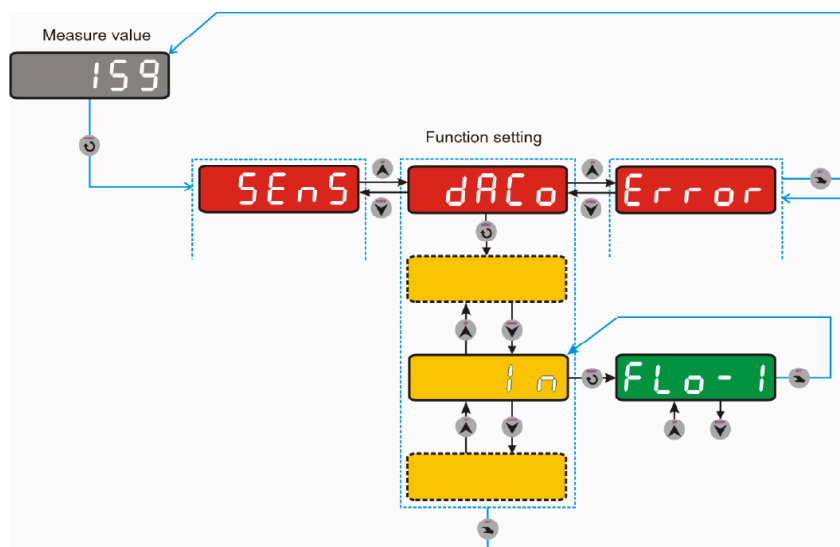 Measure value
159
Function setting
SEnS
dACo
Error
In
FLo-1